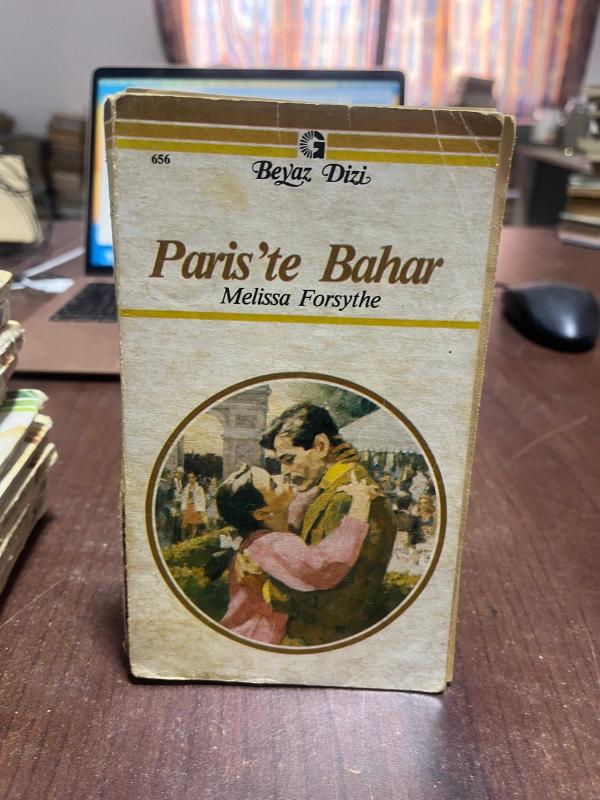 656
Beyaz Dizi
Paris'te Bahar
Melissa Forsythe